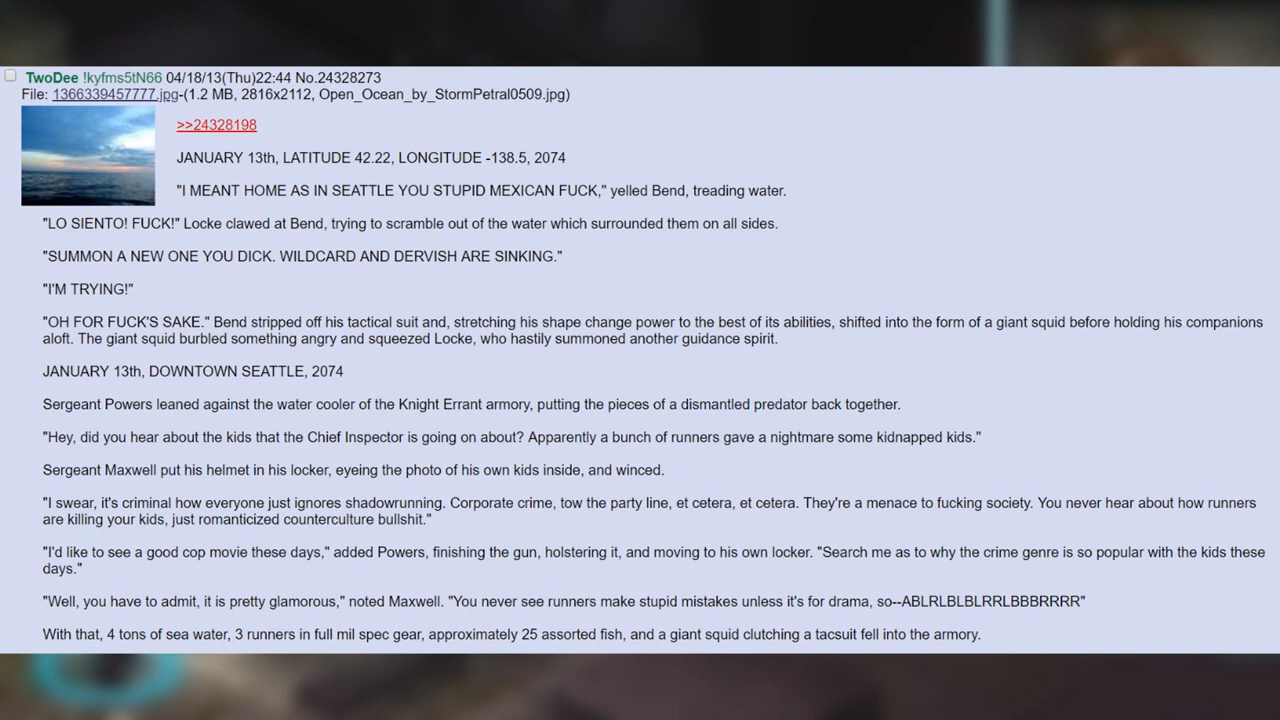 TwoDee !kyfms5tN66 04/18/13(Thu)22:44 No.24328273
File: 1366339457777.jpg-(1.2 MB, 2816x2112, Open_Ocean_by_StormPetral0509.jpg)
>>24328198
JANUARY 13th, LATITUDE 42.22, LONGITUDE -138.5, 2074
"I MEANT HOME AS IN SEATTLE YOU STUPID MEXICAN FUCK," yelled Bend, treading water.
"LO SIENTO! FUCK!" Locke clawed at Bend, trying to scramble out of the water which surrounded them on all sides.
"SUMMON A NEW ONE YOU DICK. WILDCARD AND DERVISH ARE SINKING."
"I'M TRYING!"
"OH FOR FUCK'S SAKE." Bend stripped off his tactical suit and, stretching his shape change power to the best of its abilities, shifted into the form of a giant squid before holding his companions
aloft. The giant squid burbled something angry and squeezed Locke, who hastily summoned another guidance spirit.
JANUARY 13th, DOWNTOWN SEATTLE, 2074
Sergeant Powers leaned against the water cooler of the Knight Errant armory, putting the pieces of a dismantled predator back together.
"Hey, did you hear about the kids that the Chief Inspector is going on about? Apparently a bunch of runners gave a nightmare some kidnapped kids."
Sergeant Maxwell put his helmet in his locker, eyeing the photo of his own kids inside, and winced.
"I swear, it's criminal how everyone just ignores shadowrunning. Corporate crime, tow the party line, et cetera, et cetera. They're a menace to fucking society. You never hear about how runners
are killing your kids, just romanticized counterculture bullshit."
"I'd like to see a good cop movie these days," added Powers, finishing the gun, holstering it, and moving to his own locker. "Search me as to why the crime genre is so popular with the kids these
days."
"Well, you have to admit, it is pretty glamorous," noted Maxwell. "You never see runners make stupid mistakes unless it's for drama, so--ABLRLBLBLRRLBBBRRRR"
With that, 4 tons of sea water, 3 runners in full mil spec gear, approximately 25 assorted fish, and a giant squid clutching a tacsuit fell into the armory.